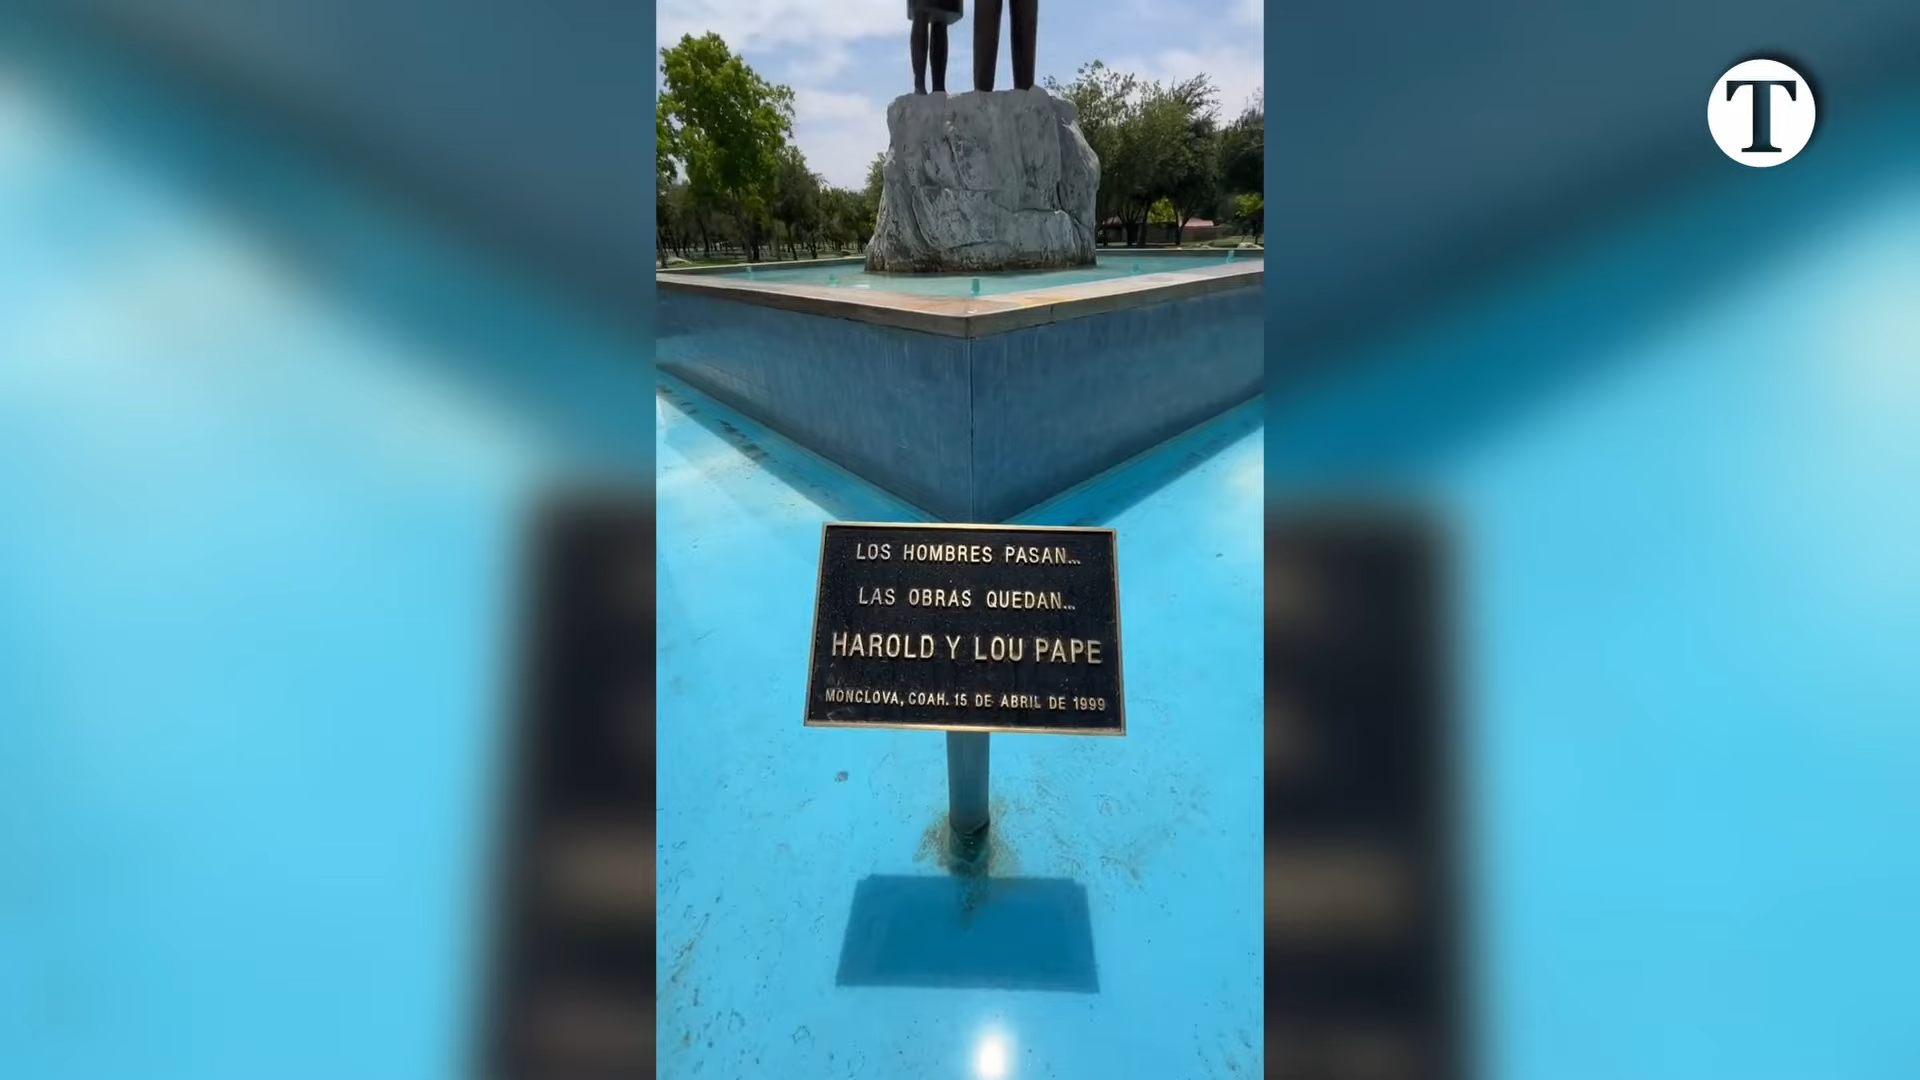 T
LOS HOMBRES PASAN...
LAS OBRAS QUEDAN...
HAROLD Y LOU PAPE
MONCLOVA, COAH. 15 DE ABRIL DE 1999